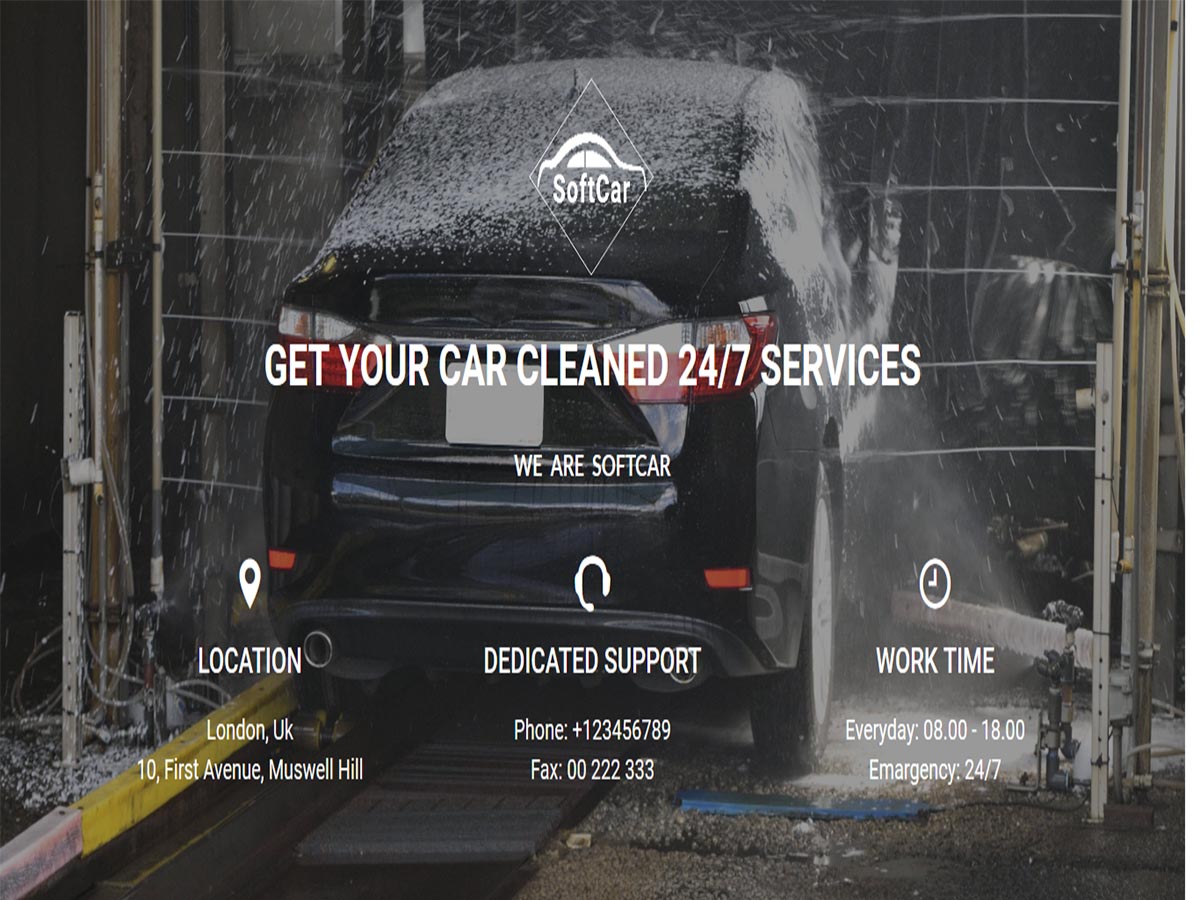 SoftCar
GET YOUR CAR CLEANED 24/7 SERVICES
WE ARE SOFTCAR
LOCATION
London, Uk
10, First Avenue, Muswell Hill
DEDICATED SUPPORT
Phone: +123456789
Fax: 00 222 333
WORK TIME
Everyday: 08.00 - 18.00
Emargency: 24/7